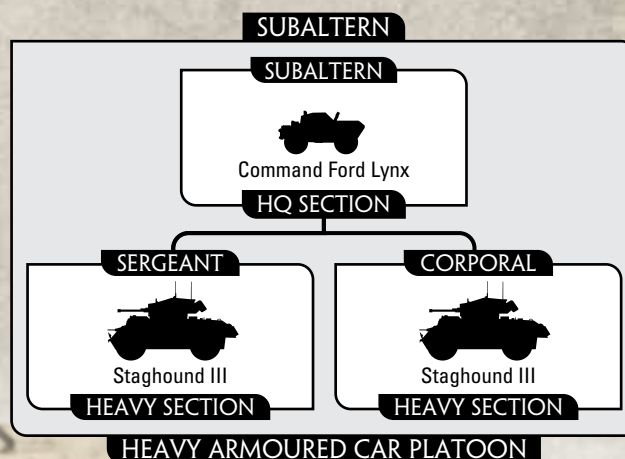 SUBALTERN
SUBALTERN
Command Ford Lynx
HQ SECTION
SERGEANT
CORPORAL
Staghound III
Staghound III
HEAVY SECTION
HEAVY SECTION
HEAVY ARMOURED CAR PLATOON